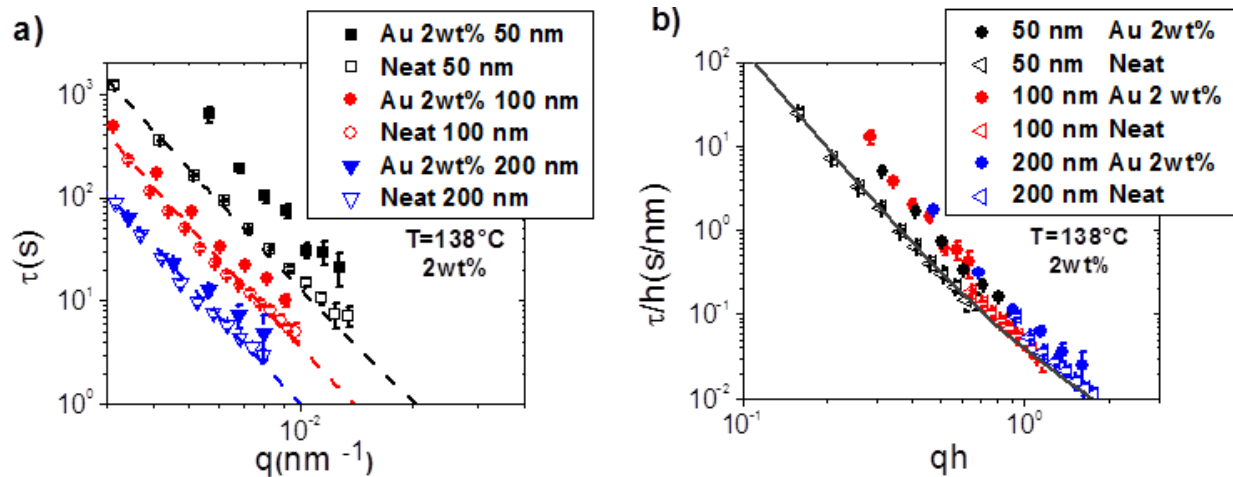 a)
Au 2wt% 50 nm
Neat 50 nm
Au 2wt% 100 nm
Neat 100 nm
Au 2wt% 200 nm
Neat 200 nm
T=138°C
2wt%
10³
10²
10¹
10⁰
τ(s)
10⁻²
q(nm ⁻¹)
b)
50 nm Au 2wt%
50 nm Neat
100 nm Au 2 wt%
100 nm Neat
200 nm Au 2wt%
200 nm Neat
T=138°C
2wt%
10²
10¹
10⁰
10⁻¹
10⁻²
τ/h(s/nm)
10⁻¹
10⁰
qh